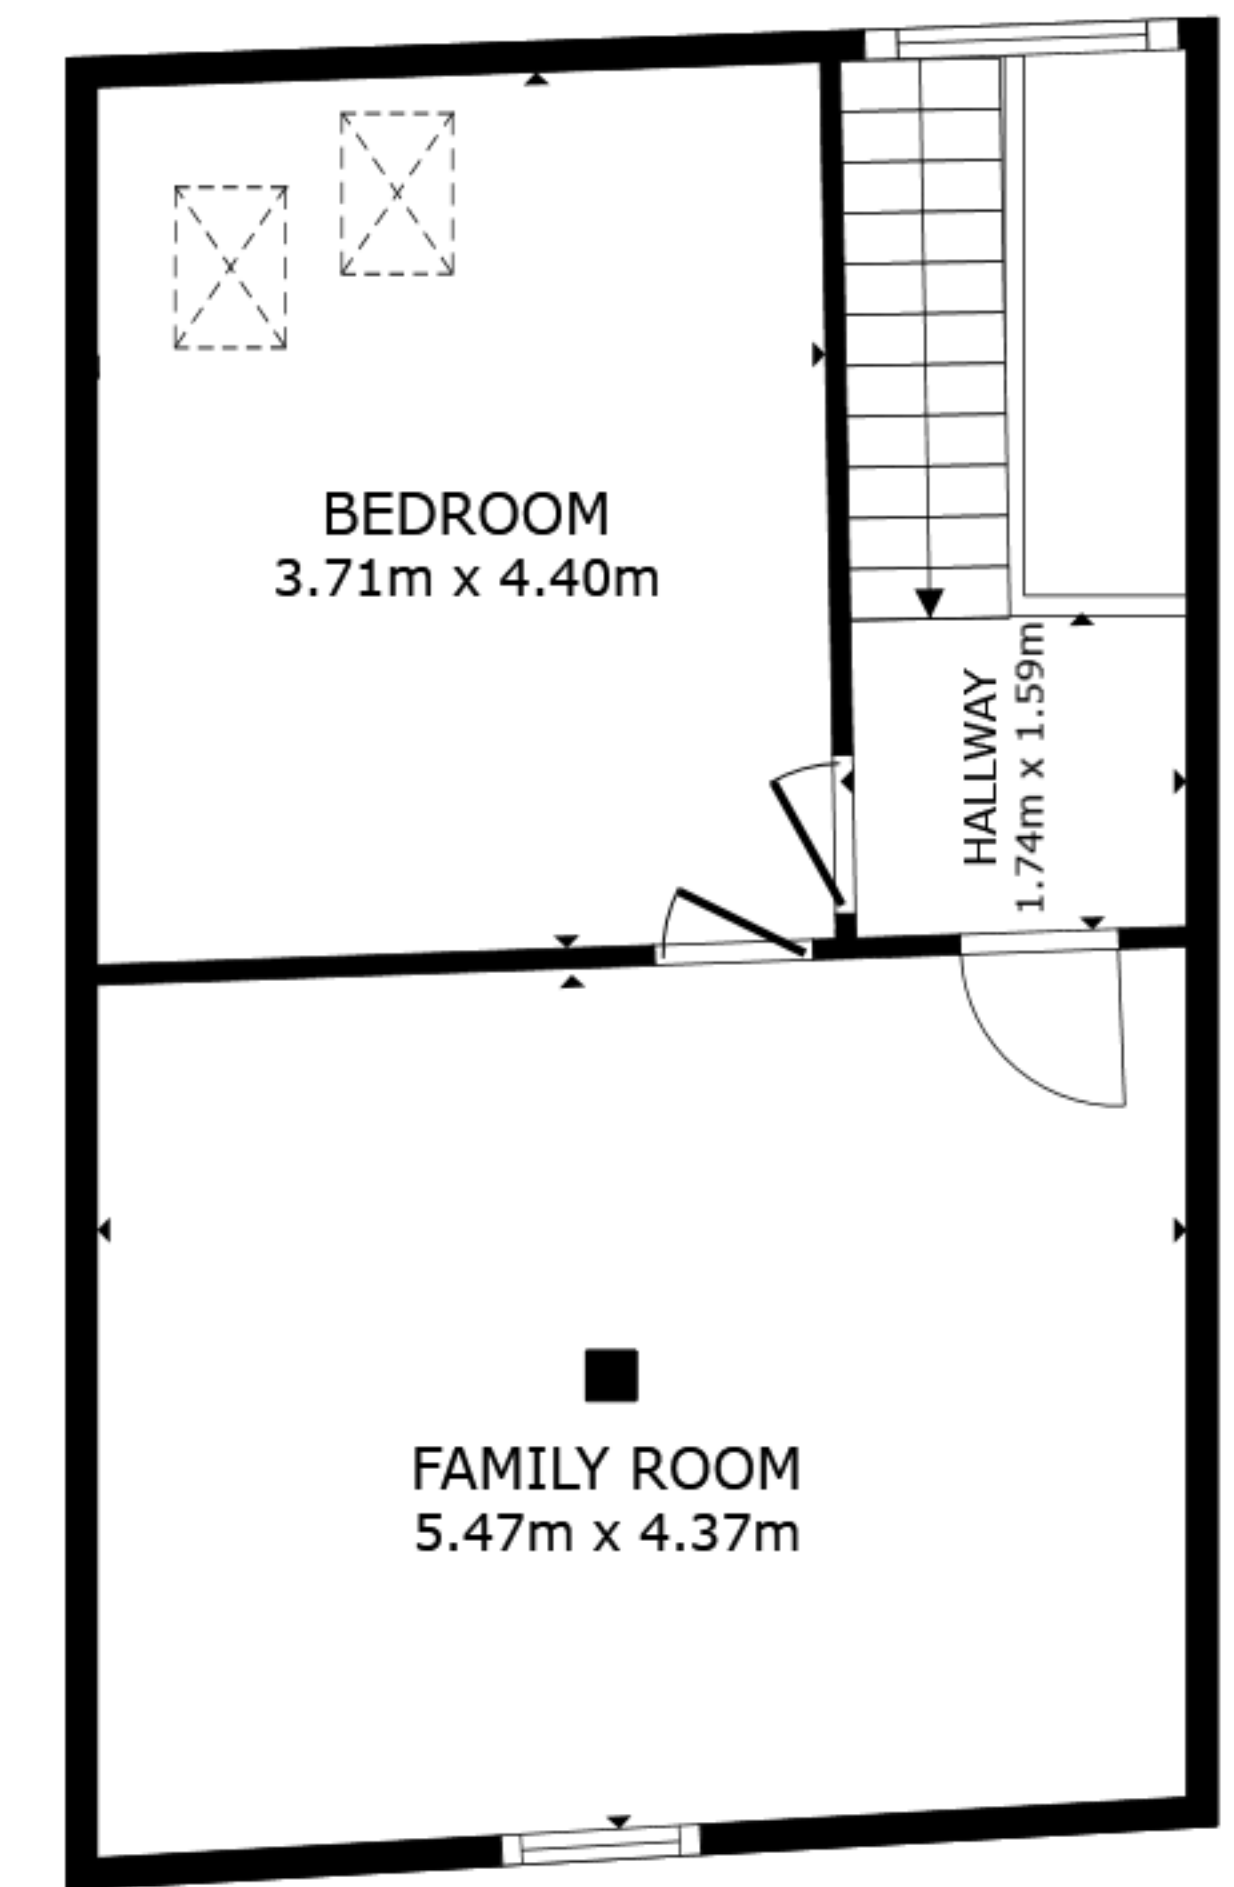 BEDROOM
3.71m x 4.40m
HALLWAY
1.74m x 1.59m
FAMILY ROOM
5.47m x 4.37m